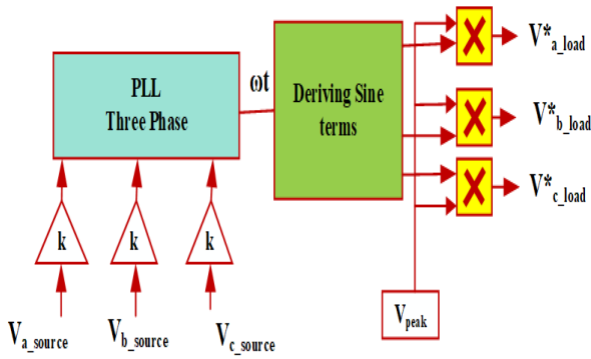 PLL
Three Phase
ωt
Deriving Sine
terms
V*a_load
V*b_load
V*c_load
k
k
k
Va_source
Vb_source
Vc_source
Vpeak